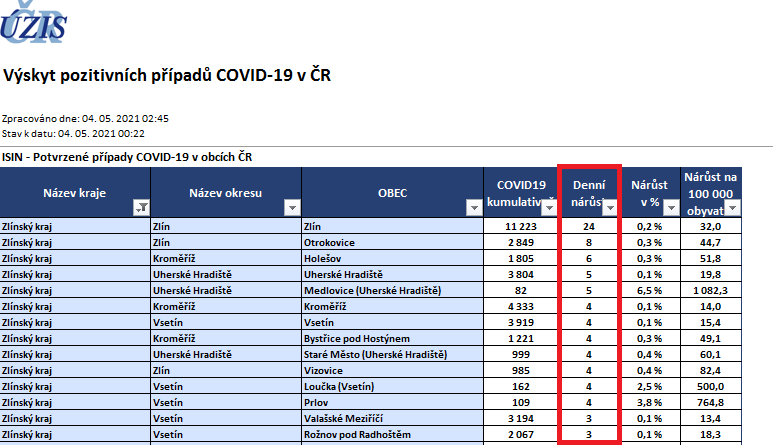 ÚZIS
ČR
Výskyt pozitivních případů COVID-19 v ČR
Zpracováno dne: 04. 05. 2021 02:45
Stav k datu: 04. 05. 2021 00:22
ISIN - Potvrzené případy COVID-19 v obcích ČR
Název kraje Název okresu OBEC COVID19 kumulativ Denní nárůst Nárůst v % Nárůst na 100 000 obyvat
Zlínský kraj Zlín Zlín 11 223 24 0,2 % 32,0
Zlínský kraj Zlín Otrokovice 2 849 8 0,3 % 44,7
Zlínský kraj Kroměříž Holešov 1 805 6 0,3 % 51,8
Zlínský kraj Uherské Hradiště Uherské Hradiště 3 804 5 0,1 % 19,8
Zlínský kraj Uherské Hradiště Medlovice (Uherské Hradiště) 82 5 6,5 % 1 082,3
Zlínský kraj Kroměříž Kroměříž 4 333 4 0,1 % 14,0
Zlínský kraj Vsetín Vsetín 3 919 4 0,1 % 15,4
Zlínský kraj Kroměříž Bystřice pod Hostýnem 1 221 4 0,3 % 49,1
Zlínský kraj Uherské Hradiště Staré Město (Uherské Hradiště) 999 4 0,4 % 60,1
Zlínský kraj Zlín Vizovice 985 4 0,4 % 82,4
Zlínský kraj Vsetín Loučka (Vsetín) 162 4 2,5 % 500,0
Zlínský kraj Vsetín Prlov 109 4 3,8 % 764,8
Zlínský kraj Vsetín Valašské Meziříčí 3 194 3 0,1 % 13,4
Zlínský kraj Vsetín Rožnov pod Radhoštěm 2 067 3 0,1 % 18,3